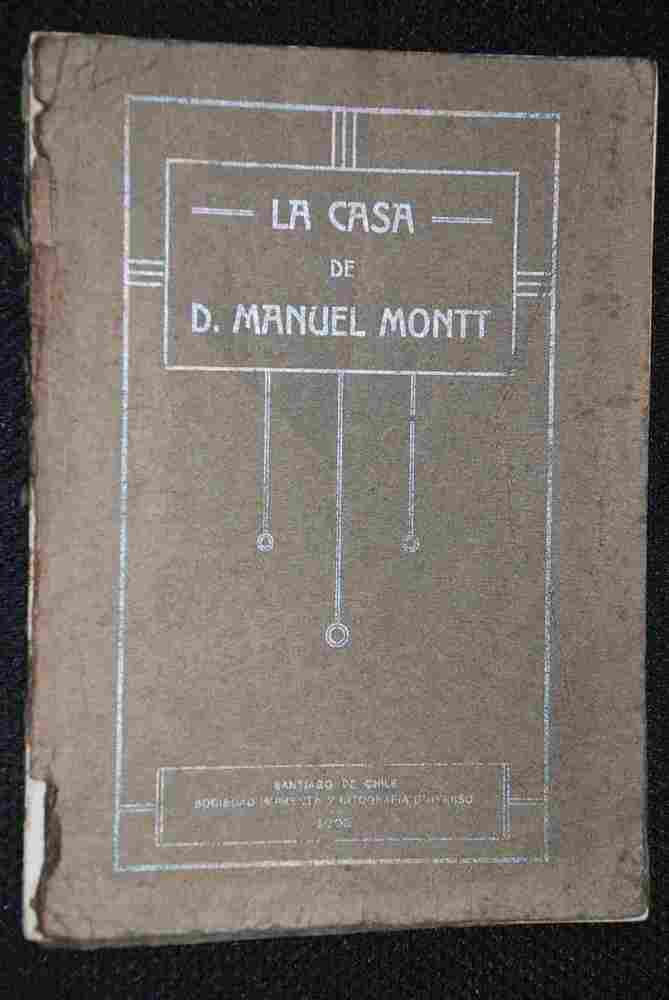 LA CASA
DE
D. MANUEL MONTT
SANTIAGO DE CHILE
SOCIEDAD IMPRENTA Y LITOGRAFIA UNIVERSO